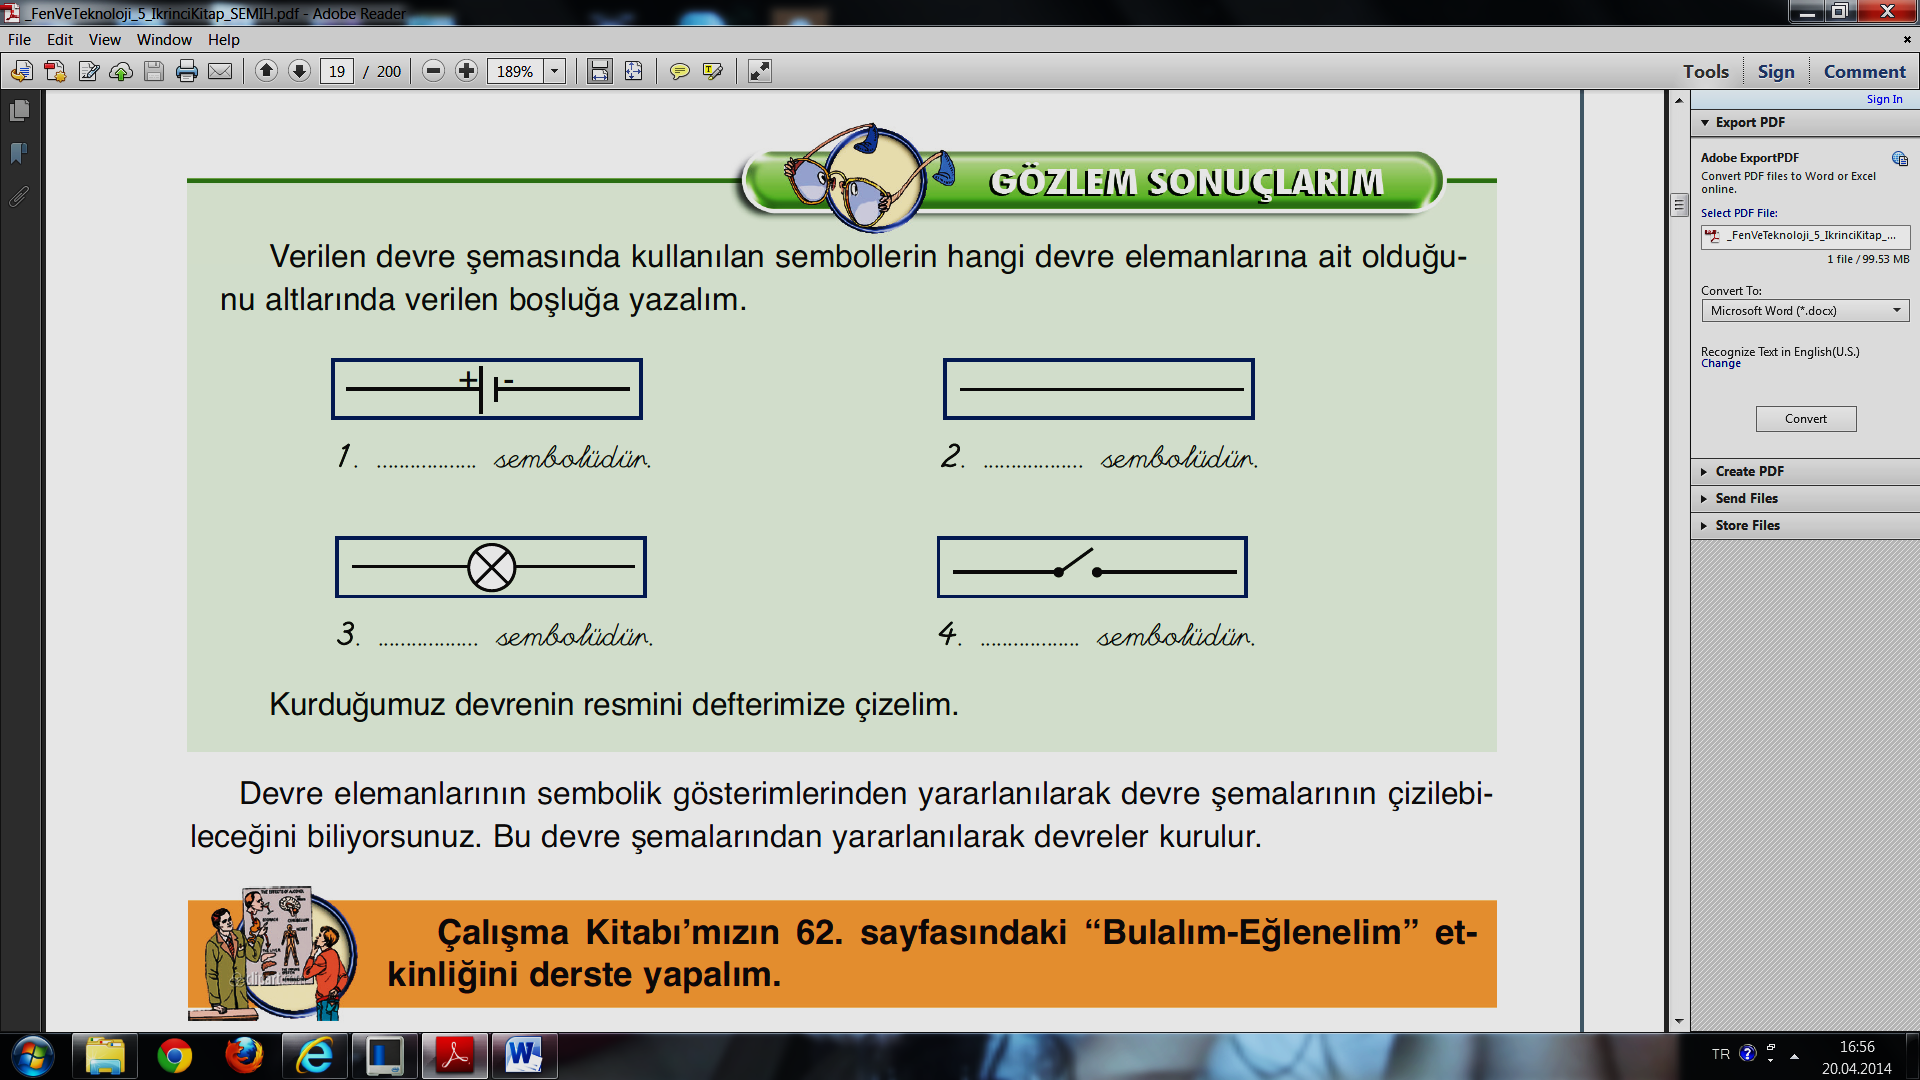 _FenVeTeknoloji_5_IkrinciKitap_SEMIH.pdf - Adobe Reader
File Edit View Window Help
19 / 200 189% Tools Sign Comment
Sign In
Export PDF
Adobe ExportPDF
Convert PDF files to Word or Excel
online.
Select PDF File:
_FenVeTeknoloji_5_IkrinciKitap_...
1 file / 99.53 MB
Convert To:
Microsoft Word (*.docx)
Recognize Text in English(U.S.)
Change
Convert
Create PDF
Send Files
Store Files
GÖZLEM SONUÇLARIM
Verilen devre şemasında kullanılan sembollerin hangi devre elemanlarına ait olduğu-
nu altlarında verilen boşluğa yazalım.
+ -
1. .................. sembolüdür.
2. .................. sembolüdür.
3. .................. sembolüdür.
4. .................. sembolüdür.
Kurduğumuz devrenin resmini defterimize çizelim.
Devre elemanlarının sembolik gösterimlerinden yararlanılarak devre şemalarının çizilebi-
leceğini biliyorsunuz. Bu devre şemalarından yararlanılarak devreler kurulur.
THE EFFECTS OF ALCOHOL
Çalışma Kitabı’mızın 62. sayfasındaki “Bulalım-Eğlenelim” et-
kinliğini derste yapalım.
TR
16:56
20.04.2014